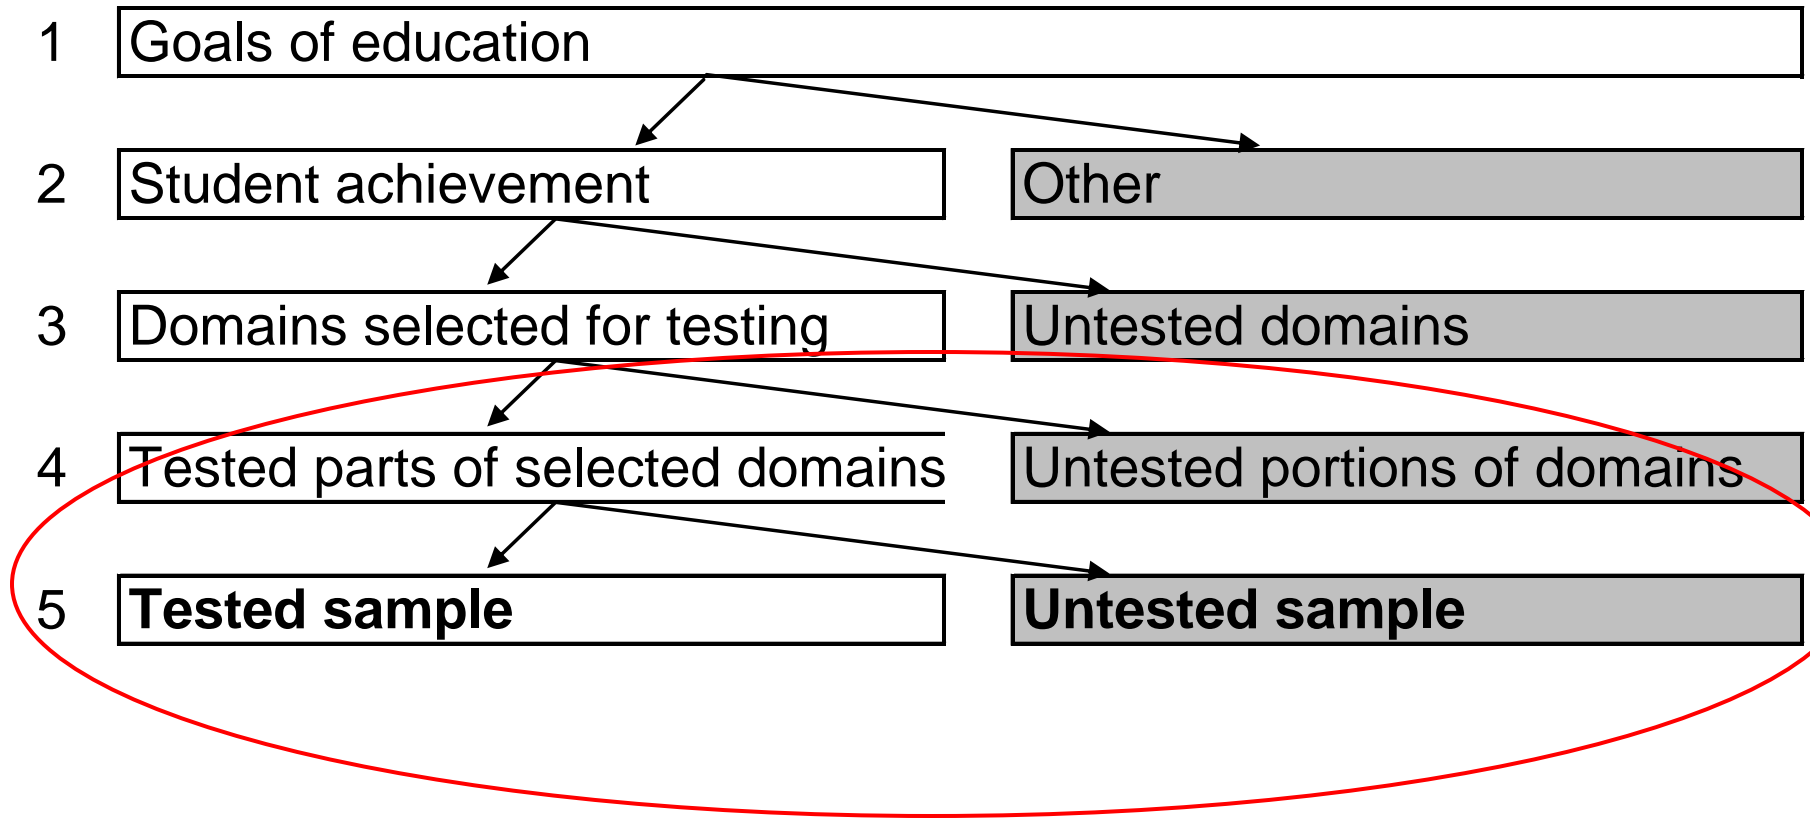 1 Goals of education
2 Student achievement Other
3 Domains selected for testing Untested domains
4 Tested parts of selected domains Untested portions of domains
5 Tested sample Untested sample